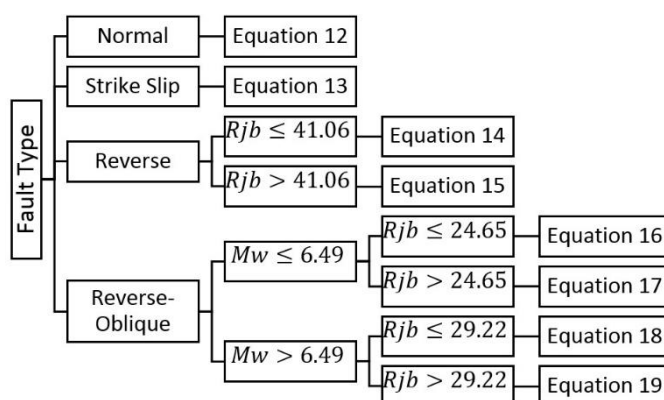 Fault Type
Normal
Equation 12
Strike Slip
Equation 13
Reverse
Rjb ≤ 41.06
Equation 14
Rjb > 41.06
Equation 15
Reverse-
Oblique
Mw ≤ 6.49
Rjb ≤ 24.65
Equation 16
Rjb > 24.65
Equation 17
Mw > 6.49
Rjb ≤ 29.22
Equation 18
Rjb > 29.22
Equation 19